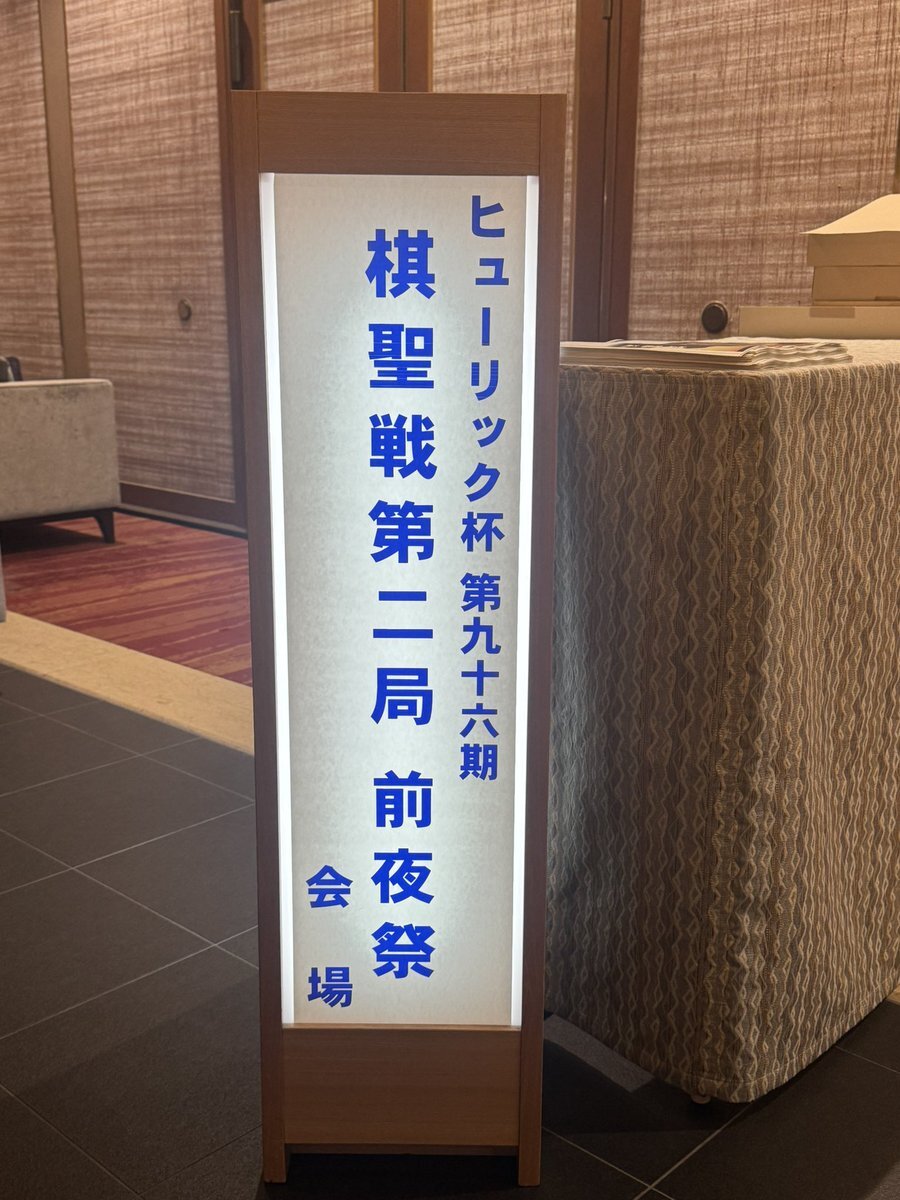 ヒューリック杯 第九十六期
棋聖戦第二局 前夜祭
会場